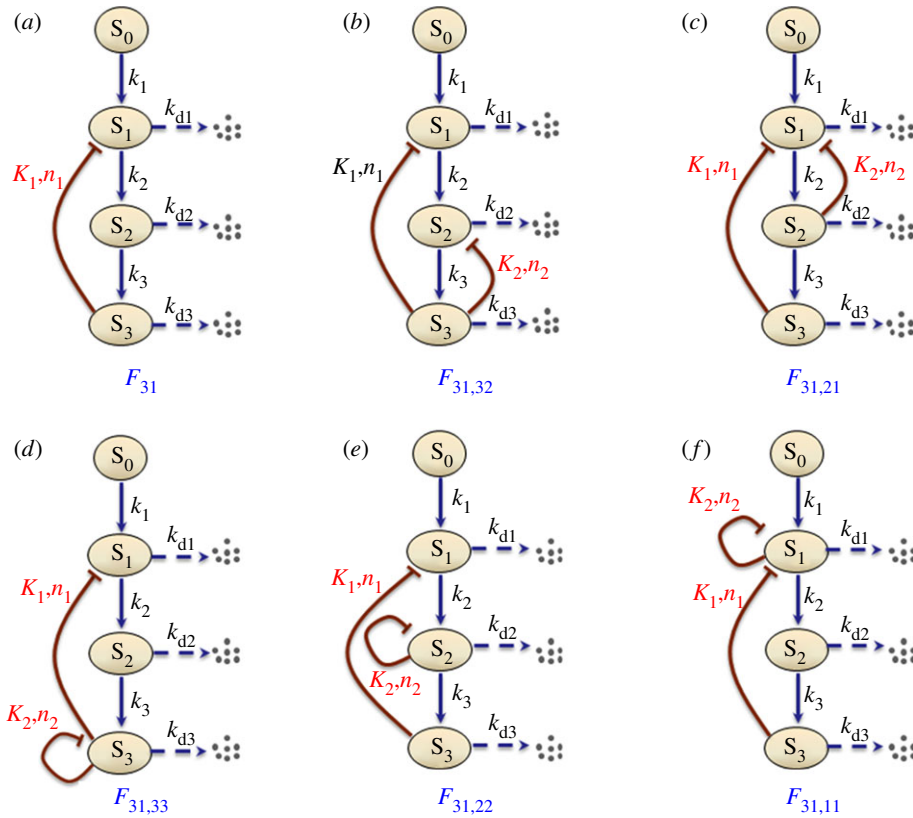 (a)
S0
k1
S1
kd1
K1,n1
k2
S2
kd2
k3
S3
kd3
F31
(b)
S0
k1
S1
kd1
K1,n1
k2
S2
kd2
K2,n2
k3
S3
kd3
F31,32
(c)
S0
k1
S1
kd1
K1,n1
k2
K2,n2
S2
kd2
k3
S3
kd3
F31,21
(d)
S0
k1
S1
kd1
K1,n1
k2
S2
kd2
K2,n2
k3
S3
kd3
F31,33
(e)
S0
k1
S1
kd1
K1,n1
k2
S2
kd2
K2,n2
k3
S3
kd3
F31,22
(f)
S0
K2,n2
k1
S1
kd1
K1,n1
k2
S2
kd2
k3
S3
kd3
F31,11